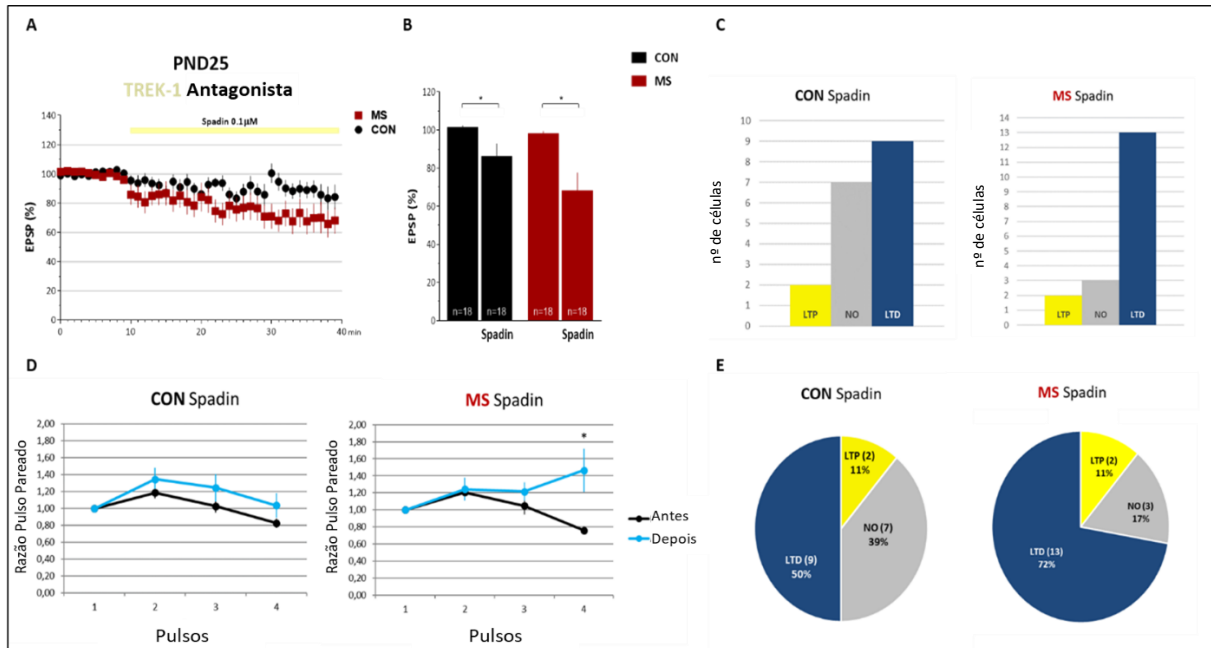 A
PND25
TREK-1 Antagonista
Spadin 0.1µM
MS
CON
EPSP (%)
140
120
100
80
60
40
20
0
0 10 20 30 40 min
B
CON
MS
EPSP (%)
120
100
80
60
40
20
0
* *
n=18 n=18 n=18 n=18
Spadin Spadin
C
CON Spadin
nº de células
10
9
8
7
6
5
4
3
2
1
0
LTP NO LTD
MS Spadin
nº de células
14
13
12
11
10
9
8
7
6
5
4
3
2
1
0
LTP NO LTD
D
CON Spadin
Razão Pulso Pareado
2,00
1,80
1,60
1,40
1,20
1,00
0,80
0,60
0,40
0,20
0,00
1 2 3 4
Pulsos
MS Spadin
Razão Pulso Pareado
2,00
1,80
1,60
1,40
1,20
1,00
0,80
0,60
0,40
0,20
0,00
*
1 2 3 4
Pulsos
Antes
Depois
E
CON Spadin
LTP (2)
11%
NO (7)
39%
LTD (9)
50%
MS Spadin
LTP (2)
11%
NO (3)
17%
LTD (13)
72%